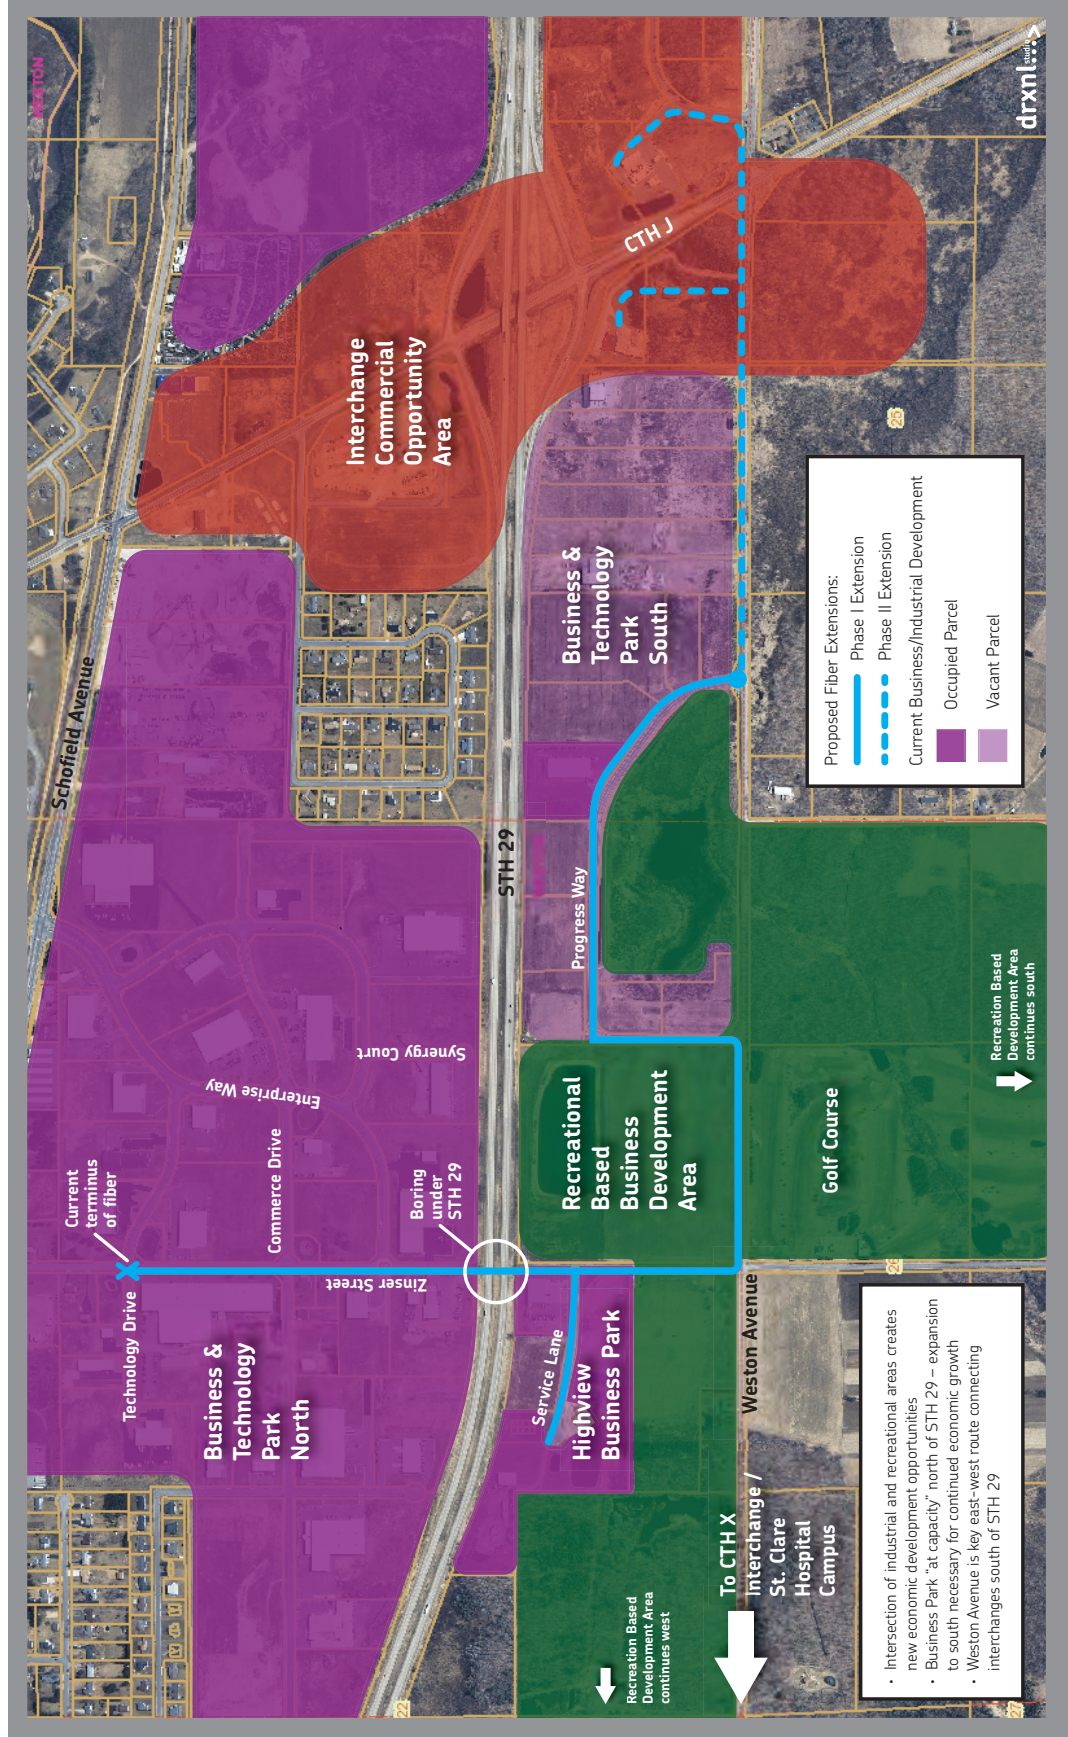 WESTON
drxnl
studio
Schofield Avenue
Interchange
Commercial
Opportunity
Area
CTH J
25
Business &
Technology
Park
South
STH 29
WESTON
Progress Way
Synergy Court
Enterprise Way
Commerce Drive
Current
terminus
of fiber
Technology Drive
Zinser Street
Boring
under
STH 29
Business &
Technology
Park
North
Service Lane
Highview
Business Park
Recreational
Based
Business
Development
Area
Golf Course
Recreation Based
Development Area
continues south
Weston Avenue
26
To CTH X
Interchange /
St. Clare
Hospital
Campus
Recreation Based
Development Area
continues west
22
27
Proposed Fiber Extensions:
Phase I Extension
Phase II Extension
Current Business/Industrial Development
Occupied Parcel
Vacant Parcel
• Intersection of industrial and recreational areas creates
new economic development opportunities
• Business Park "at capacity" north of STH 29 – expansion
to south necessary for continued economic growth
• Weston Avenue is key east-west route connecting
interchanges south of STH 29